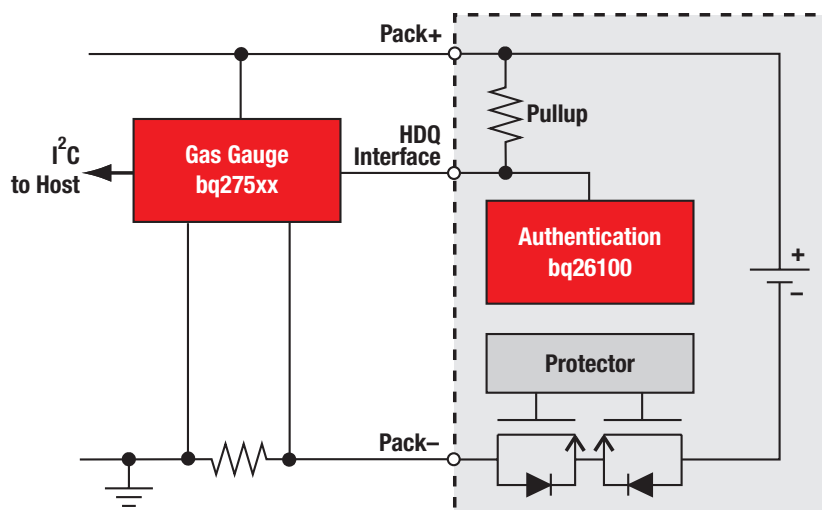 Pack+
Pullup
HDQ
Interface
I²C
to Host
Gas Gauge
bq275xx
Authentication
bq26100
+
–
Protector
Pack–